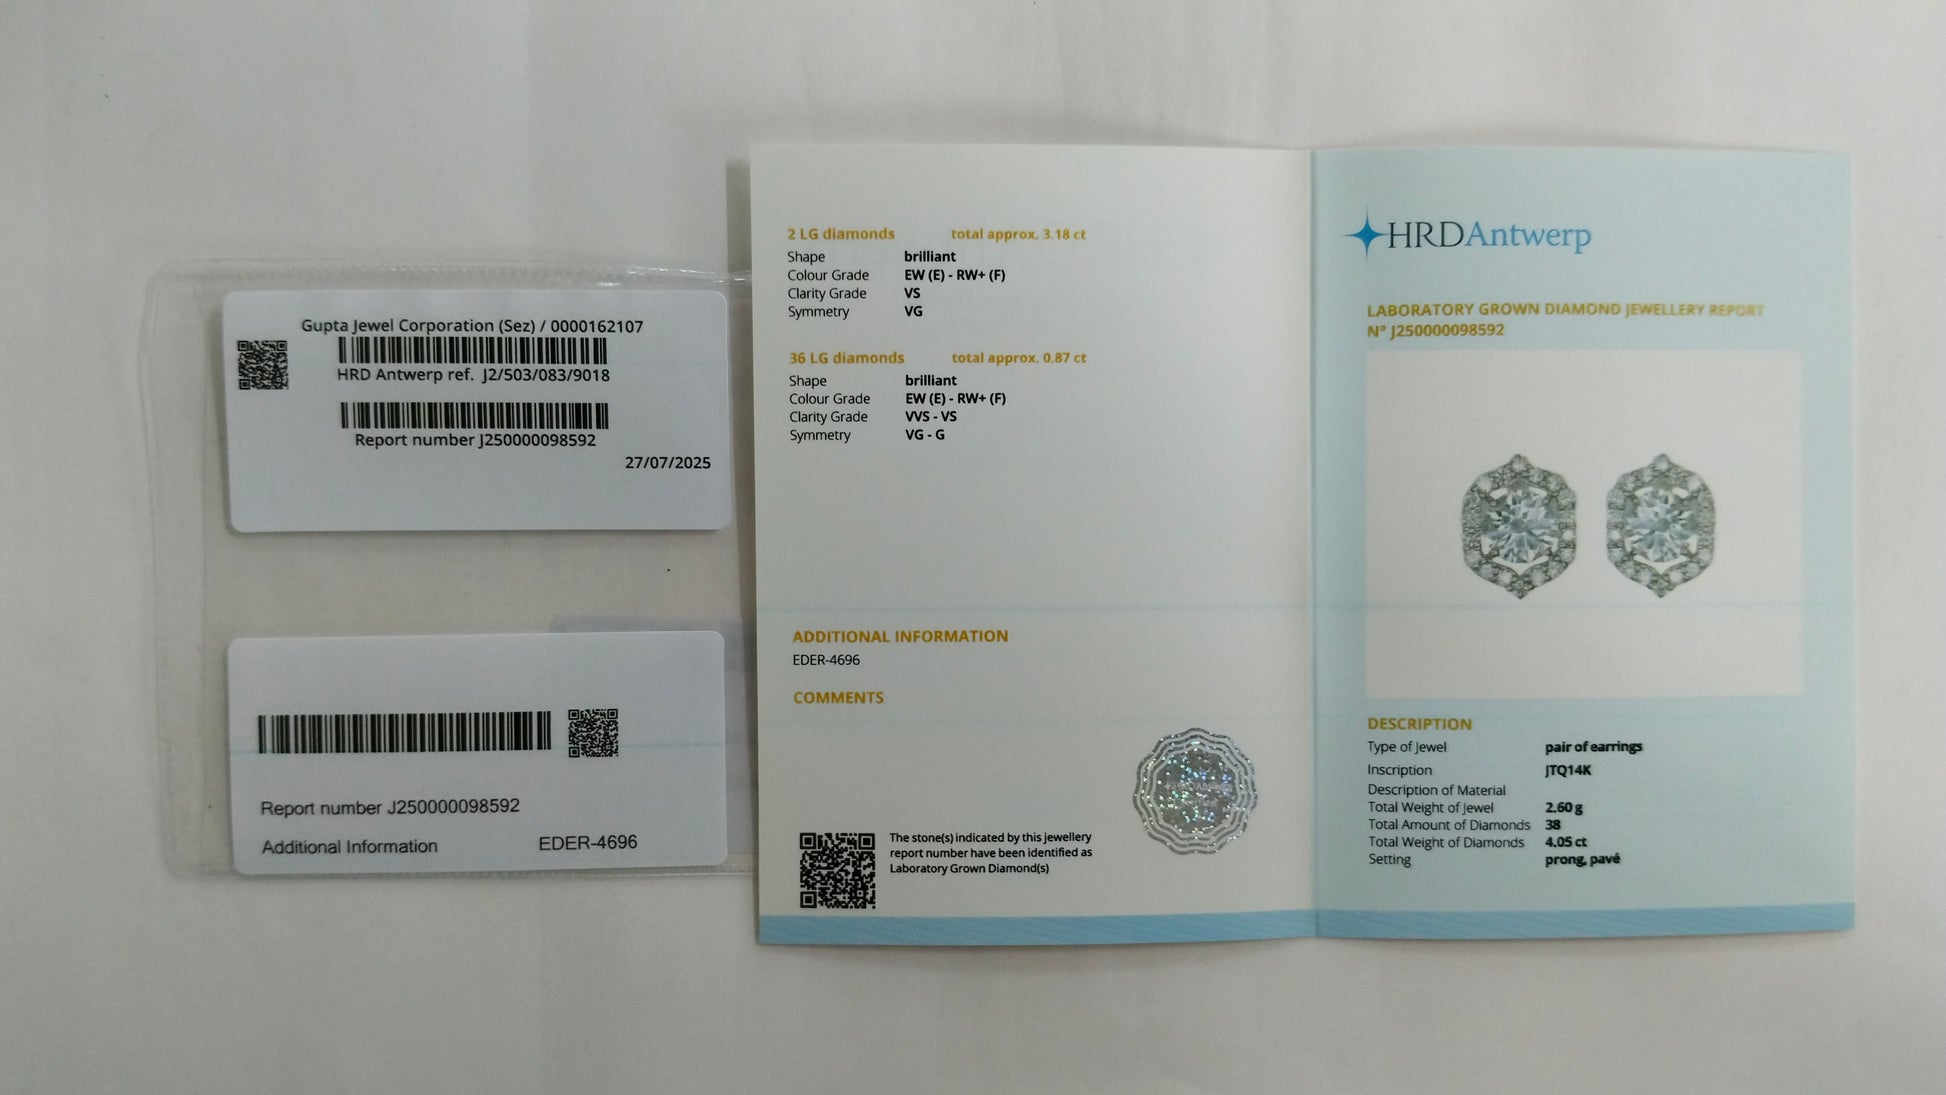 Gupta Jewel Corporation (Sez) / 0000162107
HRD Antwerp ref. J2/503/083/9018
Report number J250000098592
27/07/2025
Report number J250000098592
Additional Information EDER-4696
2 LG diamonds total approx. 3.18 ct
Shape brilliant
Colour Grade EW (E) - RW+ (F)
Clarity Grade VS
Symmetry VG
36 LG diamonds total approx. 0.87 ct
Shape brilliant
Colour Grade EW (E) - RW+ (F)
Clarity Grade VVS - VS
Symmetry VG - G
ADDITIONAL INFORMATION
EDER-4696
COMMENTS
The stone(s) indicated by this jewellery
report number have been identified as
Laboratory Grown Diamond(s)
HRDAntwerp
LABORATORY GROWN DIAMOND JEWELLERY REPORT
N° J250000098592
DESCRIPTION
Type of Jewel pair of earrings
Inscription JTQ14K
Description of Material
Total Weight of Jewel 2.60 g
Total Amount of Diamonds 38
Total Weight of Diamonds 4.05 ct
Setting prong, pavé